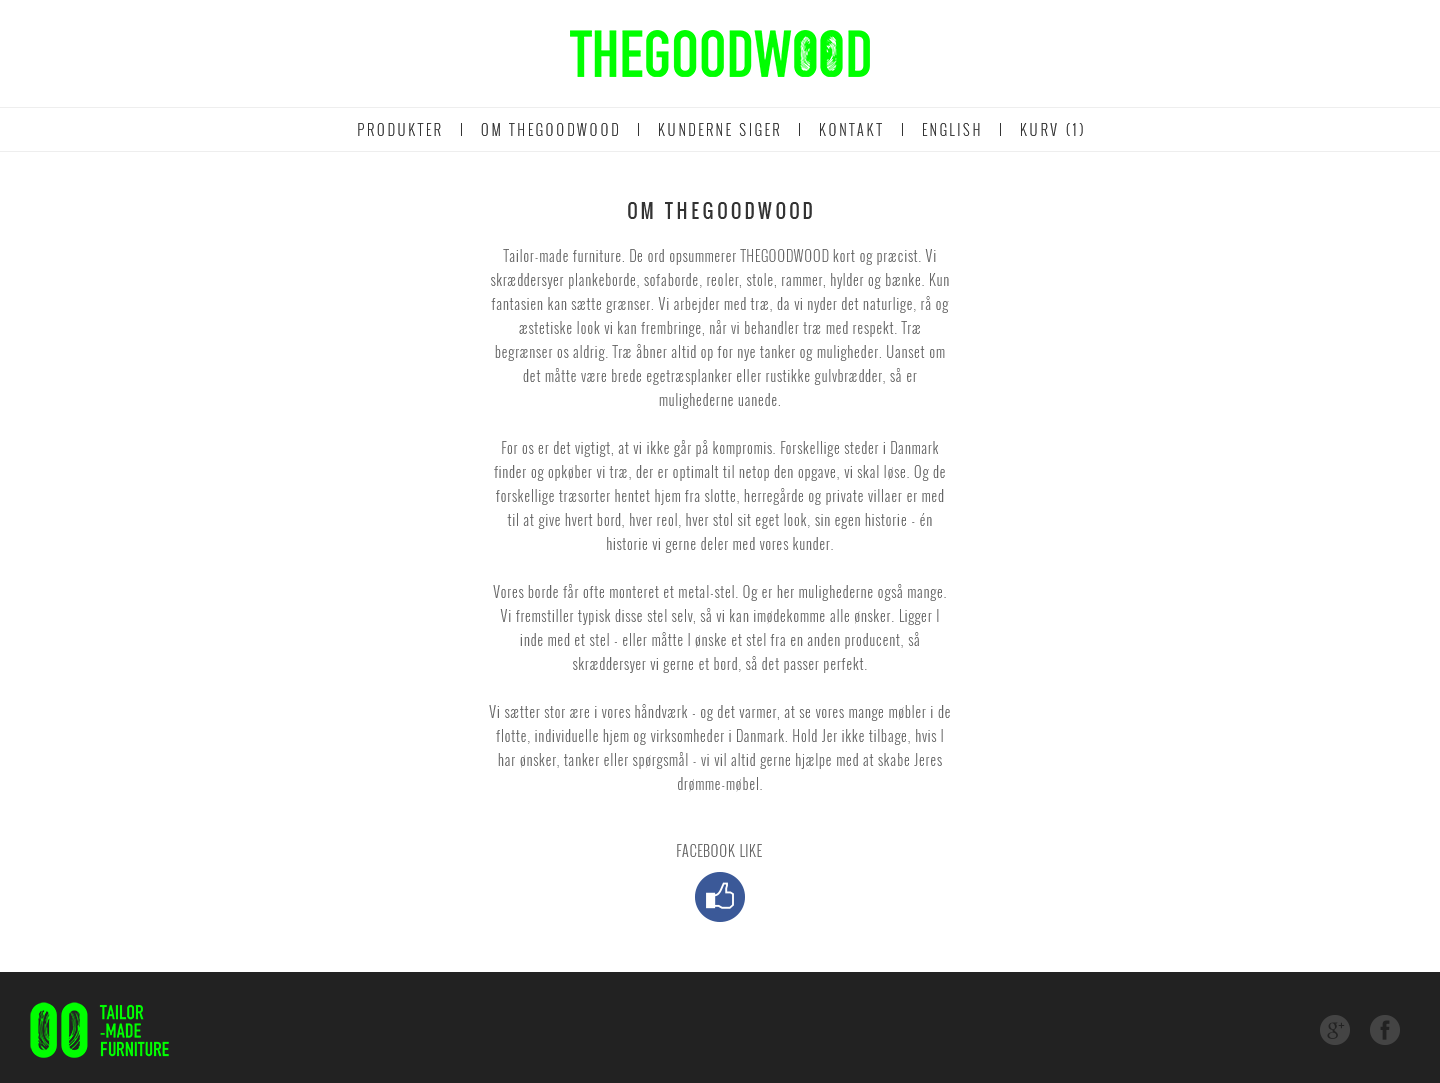 THEGOODWOOD
PRODUKTER | OM THEGOODWOOD | KUNDERNE SIGER | KONTAKT | ENGLISH | KURV (1)
OM THEGOODWOOD
Tailor-made furniture. De ord opsummerer THEGOODWOOD kort og præcist. Vi
skræddersyer plankeborde, sofaborde, reoler, stole, rammer, hylder og bænke. Kun
fantasien kan sætte grænser. Vi arbejder med træ, da vi nyder det naturlige, rå og
æstetiske look vi kan frembringe, når vi behandler træ med respekt. Træ
begrænser os aldrig. Træ åbner altid op for nye tanker og muligheder. Uanset om
det måtte være brede egetræsplanker eller rustikke gulvbrædder, så er
mulighederne uanede.
For os er det vigtigt, at vi ikke går på kompromis. Forskellige steder i Danmark
finder og opkøber vi træ, der er optimalt til netop den opgave, vi skal løse. Og de
forskellige træsorter hentet hjem fra slotte, herregårde og private villaer er med
til at give hvert bord, hver reol, hver stol sit eget look, sin egen historie - én
historie vi gerne deler med vores kunder.
Vores borde får ofte monteret et metal-stel. Og er her mulighederne også mange.
Vi fremstiller typisk disse stel selv, så vi kan imødekomme alle ønsker. Ligger I
inde med et stel - eller måtte I ønske et stel fra en anden producent, så
skræddersyer vi gerne et bord, så det passer perfekt.
Vi sætter stor ære i vores håndværk - og det varmer, at se vores mange møbler i de
flotte, individuelle hjem og virksomheder i Danmark. Hold Jer ikke tilbage, hvis I
har ønsker, tanker eller spørgsmål - vi vil altid gerne hjælpe med at skabe Jeres
drømme-møbel.
FACEBOOK LIKE
TAILOR
-MADE
FURNITURE